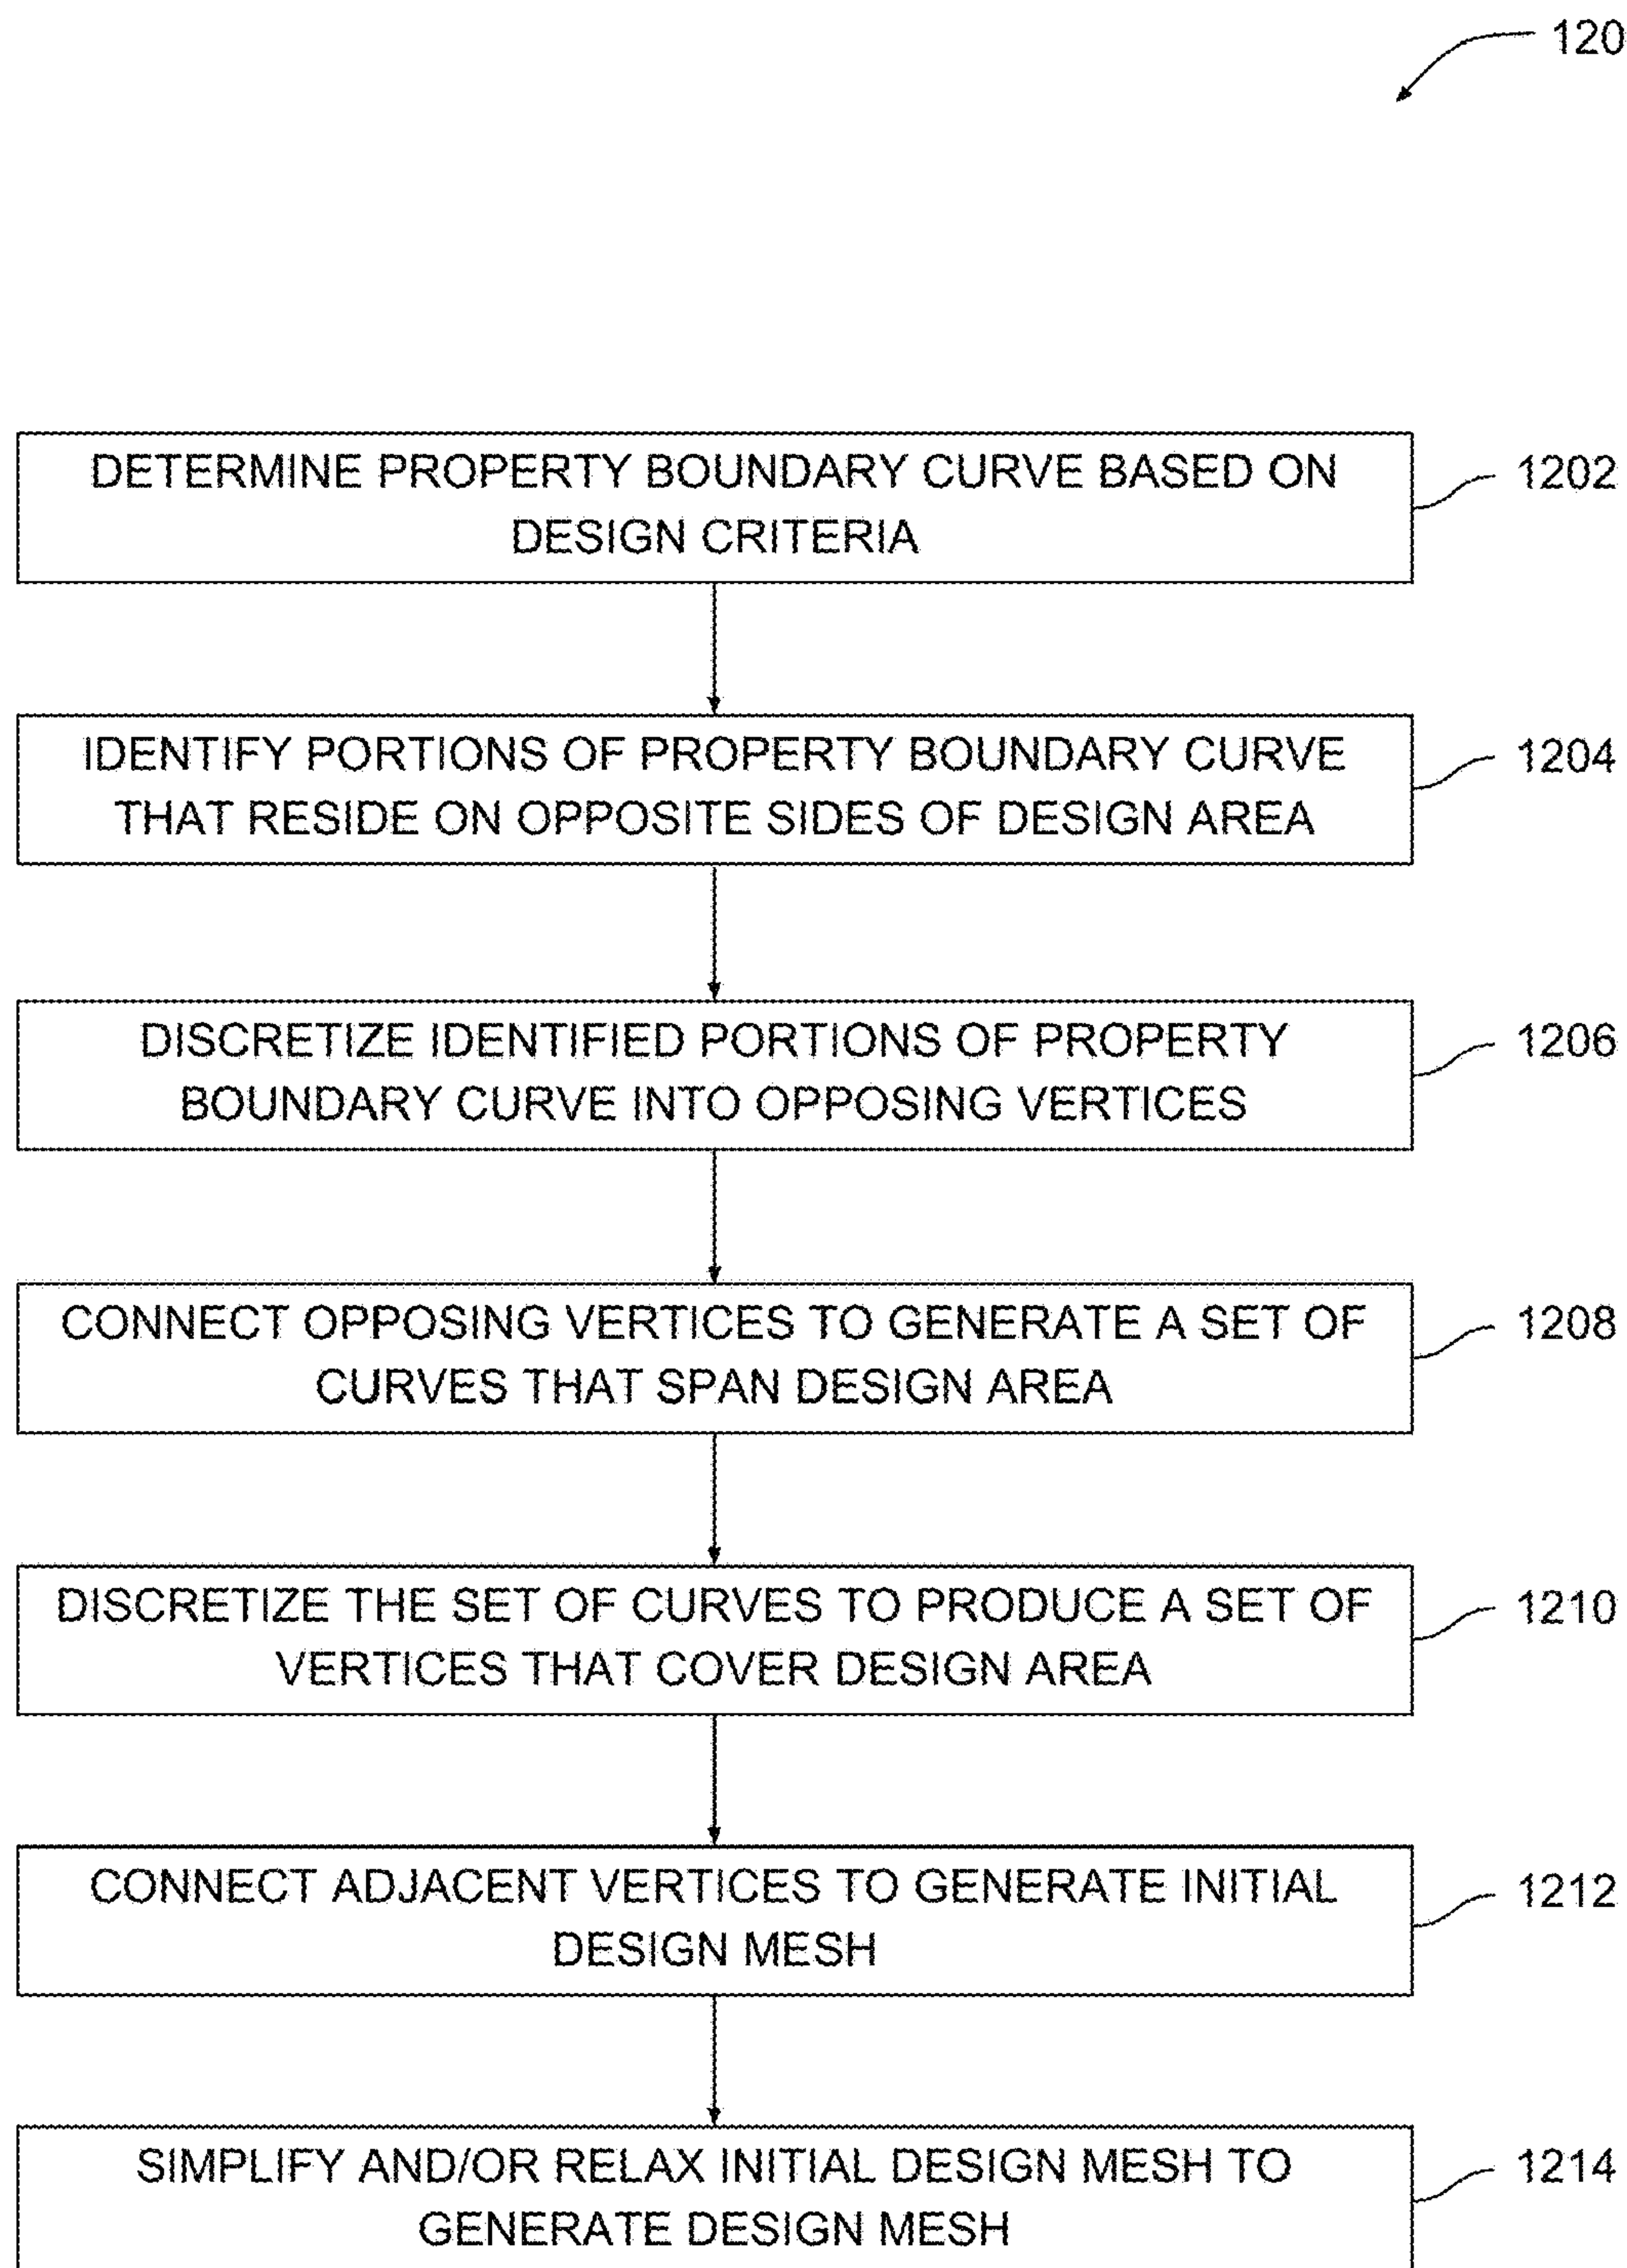 120
DETERMINE PROPERTY BOUNDARY CURVE BASED ON
DESIGN CRITERIA
1202
IDENTIFY PORTIONS OF PROPERTY BOUNDARY CURVE
THAT RESIDE ON OPPOSITE SIDES OF DESIGN AREA
1204
DISCRETIZE IDENTIFIED PORTIONS OF PROPERTY
BOUNDARY CURVE INTO OPPOSING VERTICES
1206
CONNECT OPPOSING VERTICES TO GENERATE A SET OF
CURVES THAT SPAN DESIGN AREA
1208
DISCRETIZE THE SET OF CURVES TO PRODUCE A SET OF
VERTICES THAT COVER DESIGN AREA
1210
CONNECT ADJACENT VERTICES TO GENERATE INITIAL
DESIGN MESH
1212
SIMPLIFY AND/OR RELAX INITIAL DESIGN MESH TO
GENERATE DESIGN MESH
1214